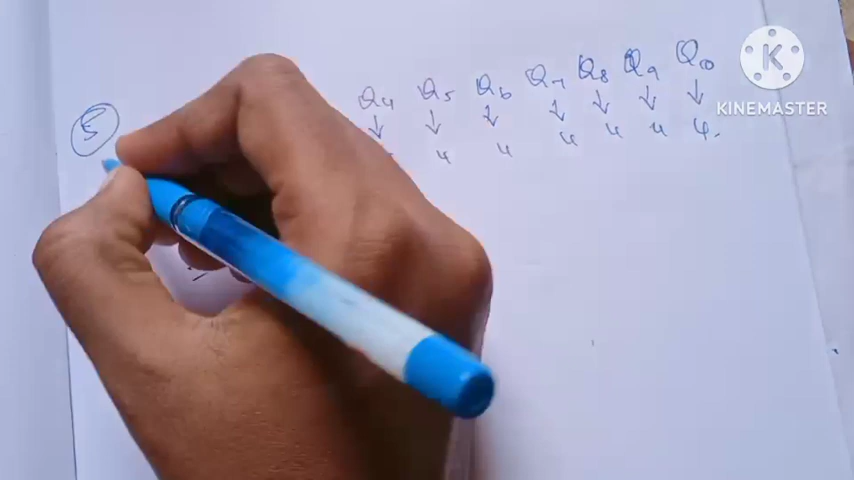 5 Q4 Q5 Q6 Q7 Q8 Q9 Q10
↓ ↓ ↓ ↓ ↓ ↓ ↓
4 4 4 4 4 4
KINEMASTER